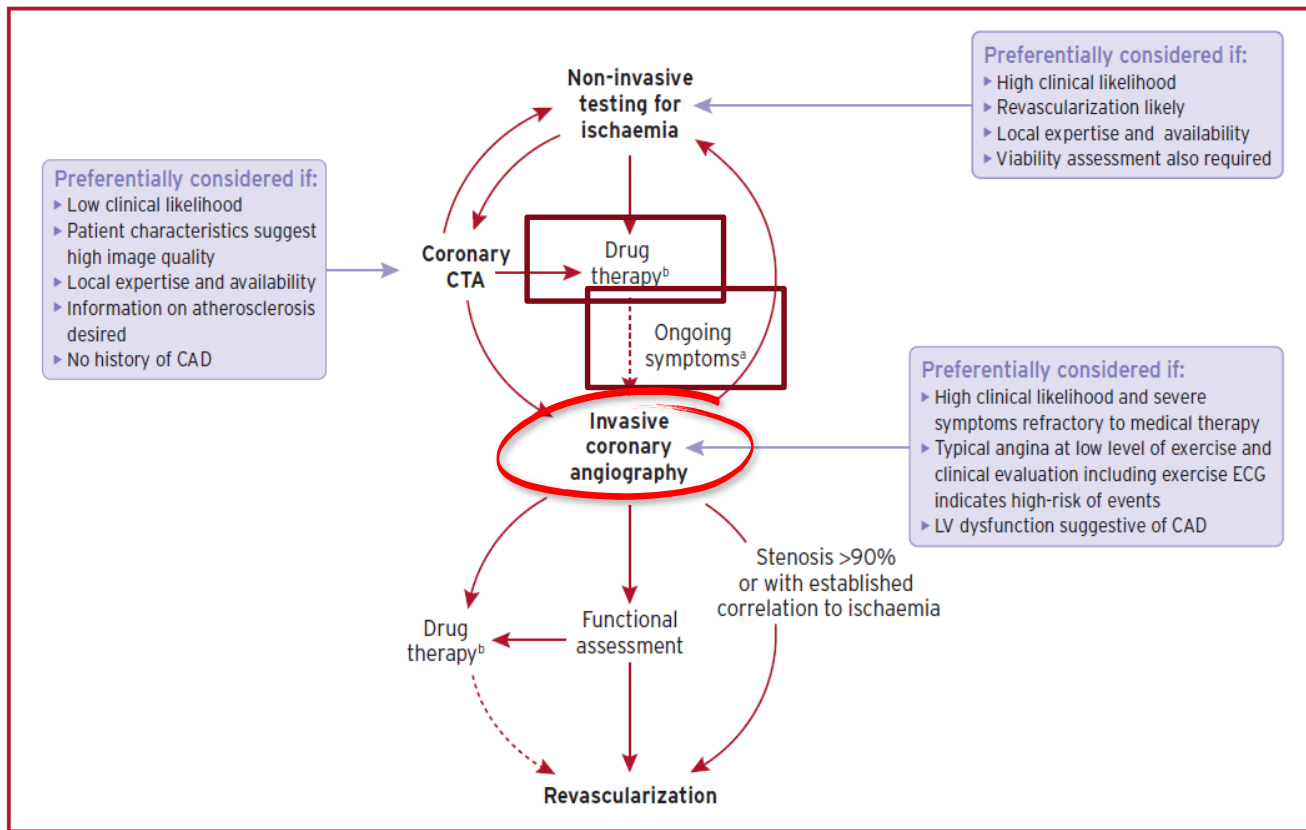 Non-invasive
testing for
ischaemia
Preferentially considered if:
▸ High clinical likelihood
▸ Revascularization likely
▸ Local expertise and availability
▸ Viability assessment also required
Preferentially considered if:
▸ Low clinical likelihood
▸ Patient characteristics suggest
high image quality
▸ Local expertise and availability
▸ Information on atherosclerosis
desired
▸ No history of CAD
Coronary
CTA
Drug
therapyᵇ
Ongoing
symptomsᵃ
Invasive
coronary
angiography
Preferentially considered if:
▸ High clinical likelihood and severe
symptoms refractory to medical therapy
▸ Typical angina at low level of exercise and
clinical evaluation including exercise ECG
indicates high-risk of events
▸ LV dysfunction suggestive of CAD
Stenosis >90%
or with established
correlation to ischaemia
Drug
therapyᵇ
Functional
assessment
Revascularization